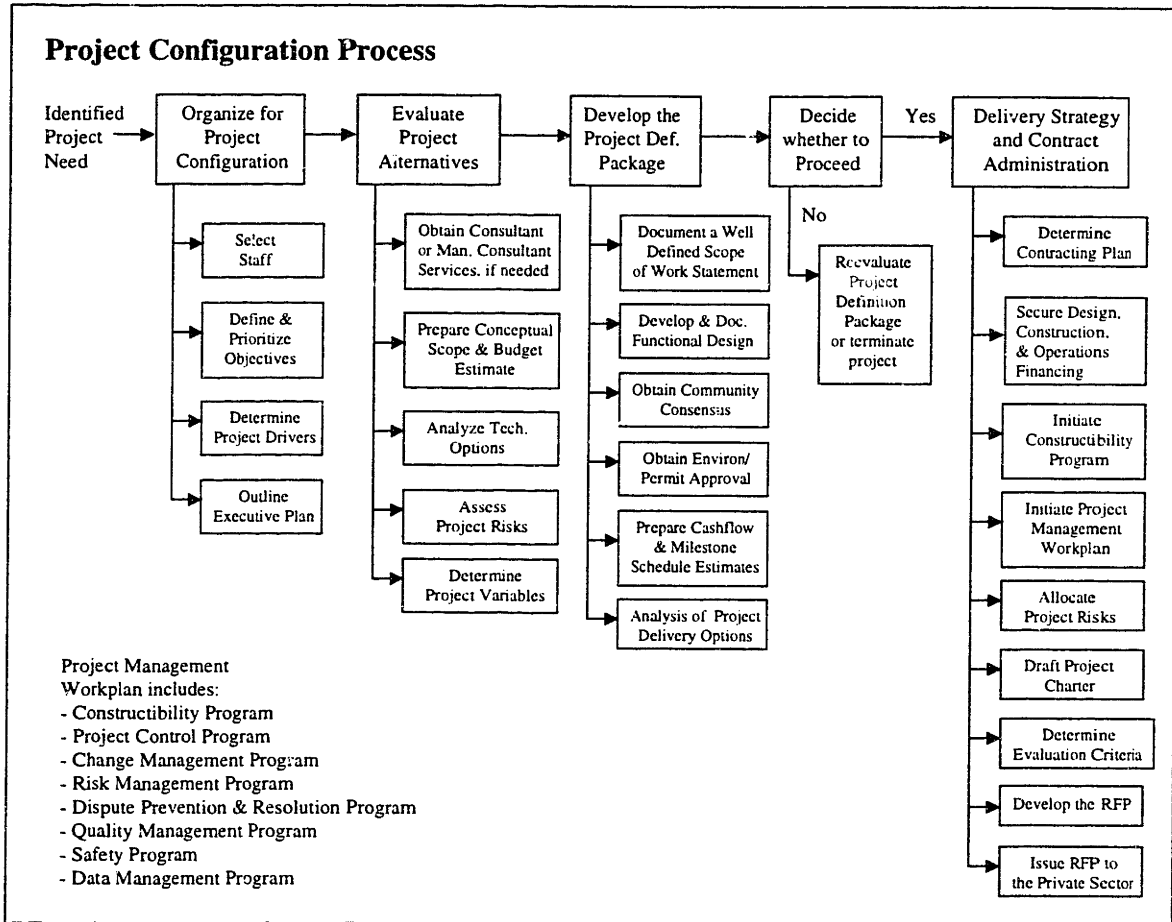 Project Configuration Process
Identified
Project
Need
Organize for
Project
Configuration
Evaluate
Project
Alternatives
Develop the
Project Def.
Package
Decide
whether to
Proceed
Yes
Delivery Strategy
and Contract
Administration
No
Select
Staff
Define &
Prioritize
Objectives
Determine
Project Drivers
Outline
Executive Plan
Obtain Consultant
or Man. Consultant
Services, if needed
Prepare Conceptual
Scope & Budget
Estimate
Analyze Tech.
Options
Assess
Project Risks
Determine
Project Variables
Document a Well
Defined Scope
of Work Statement
Develop & Doc.
Functional Design
Obtain Community
Consensus
Obtain Environ/
Permit Approval
Prepare Cashflow
& Milestone
Schedule Estimates
Analysis of Project
Delivery Options
Reevaluate
Project
Definition
Package
or terminate
project
Determine
Contracting Plan
Secure Design,
Construction,
& Operations
Financing
Initiate
Constructibility
Program
Initiate Project
Management
Workplan
Allocate
Project Risks
Draft Project
Charter
Determine
Evaluation Criteria
Develop the RFP
Issue RFP to
the Private Sector
Project Management
Workplan includes:
- Constructibility Program
- Project Control Program
- Change Management Program
- Risk Management Program
- Dispute Prevention & Resolution Program
- Quality Management Program
- Safety Program
- Data Management Program